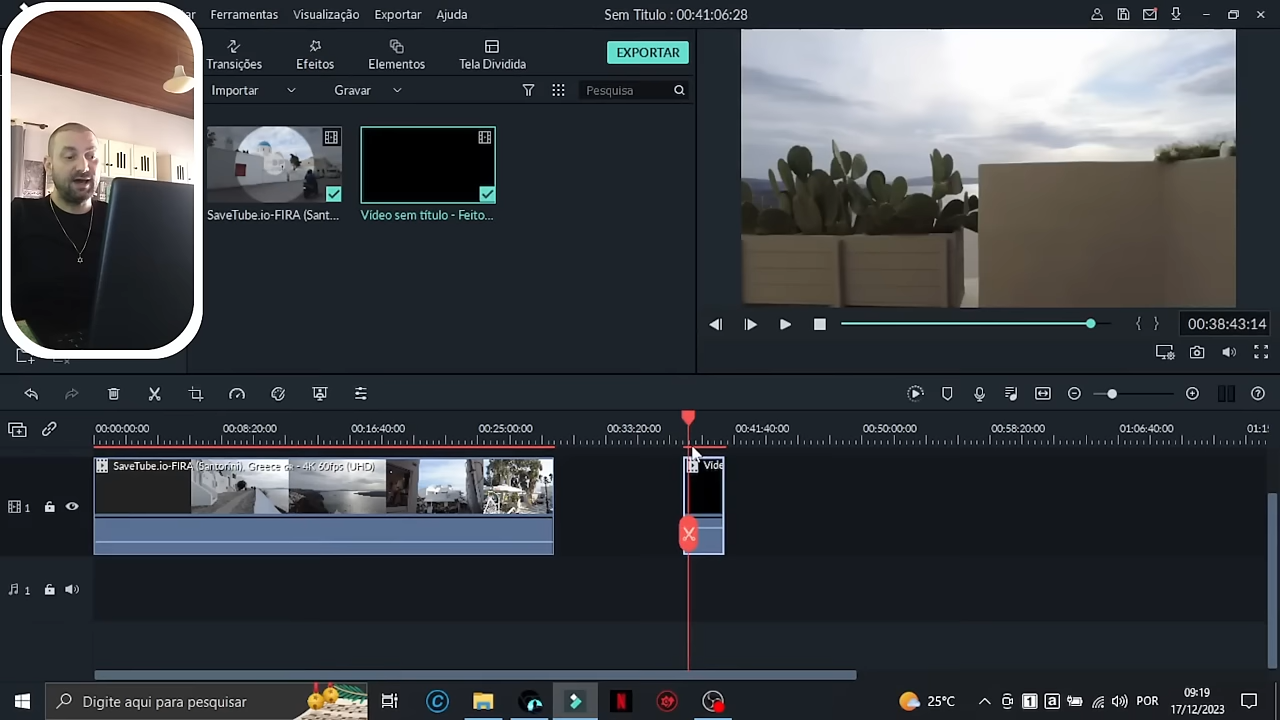 Ferramentas Visualização Exportar Ajuda Sem Titulo : 00:41:06:28
Transições Efeitos Elementos Tela Dividida EXPORTAR
Importar Gravar Pesquisa
SaveTube.io-FIRA (Sant... Vídeo sem título - Feito...
00:38:43:14
00:00:00:00 00:08:20:00 00:16:40:00 00:25:00:00 00:33:20:00 00:41:40:00 00:50:00:00 00:58:20:00 01:06:40:00 01:1
SaveTube.io-FIRA (Santorini), Greece - 4K 60fps (UHD) Víde
1
1
Digite aqui para pesquisar 25°C POR 09:19
17/12/2023